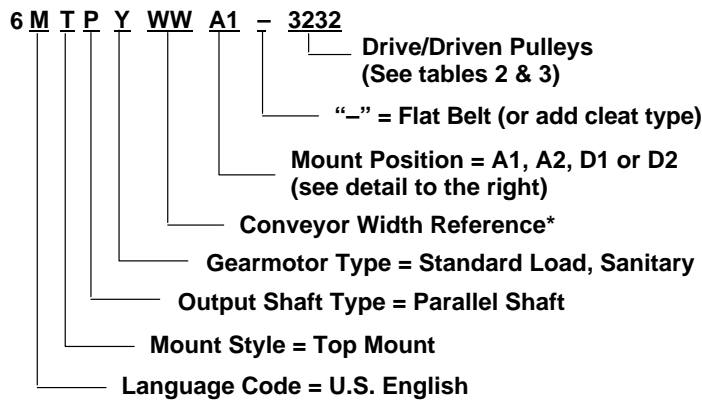 6 M T P Y WW A1 – 3232
Drive/Driven Pulleys
(See tables 2 & 3)
“–” = Flat Belt (or add cleat type)
Mount Position = A1, A2, D1 or D2
(see detail to the right)
Conveyor Width Reference*
Gearmotor Type = Standard Load, Sanitary
Output Shaft Type = Parallel Shaft
Mount Style = Top Mount
Language Code = U.S. English